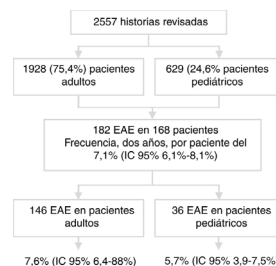 2557 historias revisadas
1928 (75,4%) pacientes
adultos
629 (24,6% pacientes
pediátricos
182 EAE en 168 pacientes
Frecuencia, dos años, por paciente del
7,1% (IC 95% 6,1%-8,1%)
146 EAE en pacientes
adultos
36 EAE en pacientes
pediátricos
7,6% (IC 95% 6,4-88%)
5,7% (IC 95% 3,9-7,5%